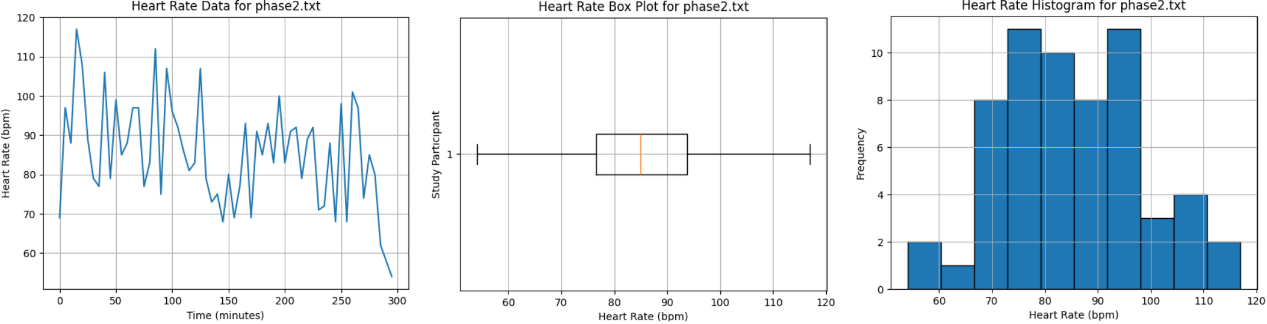 Heart Rate Data for phase2.txt
120
110
100
90
80
70
60
Heart Rate (bpm)
0 50 100 150 200 250 300
Time (minutes)
Heart Rate Box Plot for phase2.txt
Study Participant
1
60 70 80 90 100 110 120
Heart Rate (bpm)
Heart Rate Histogram for phase2.txt
10
8
6
4
2
0
Frequency
60 70 80 90 100 110 120
Heart Rate (bpm)